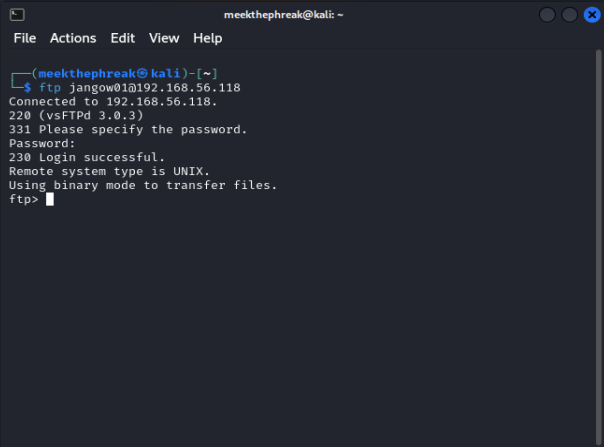 meekthephreak@kali: ~
File Actions Edit View Help
┌──(meekthephreak㉿kali)-[~]
└─$ ftp jangow01@192.168.56.118
Connected to 192.168.56.118.
220 (vsFTPd 3.0.3)
331 Please specify the password.
Password:
230 Login successful.
Remote system type is UNIX.
Using binary mode to transfer files.
ftp>